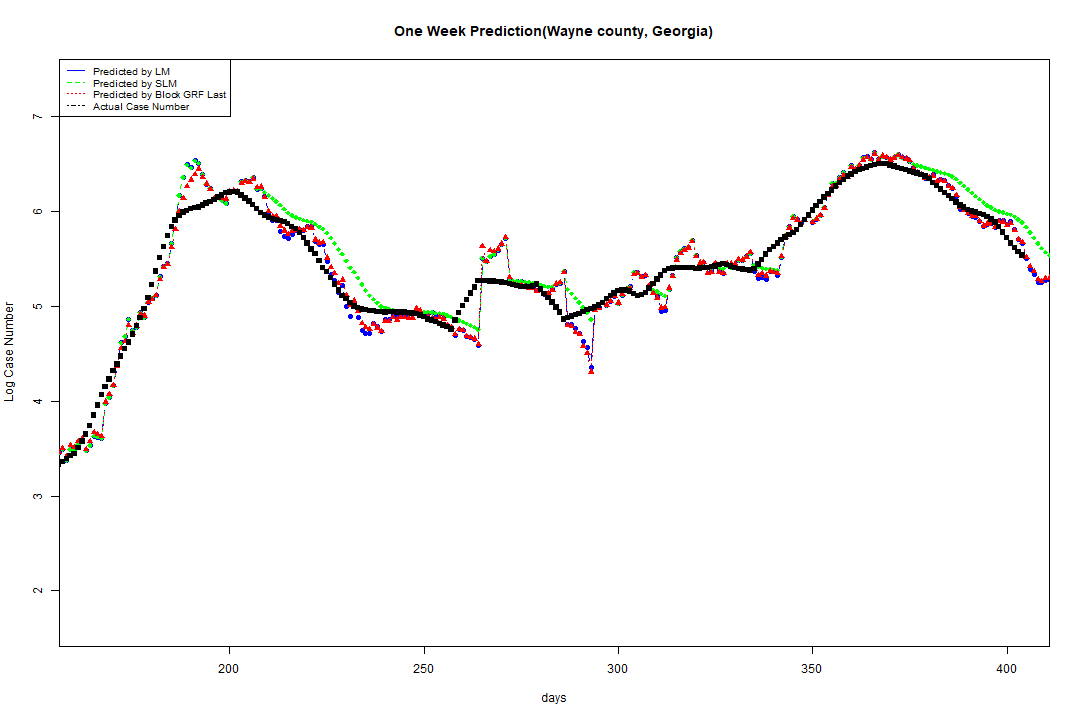 One Week Prediction(Wayne county, Georgia)
Predicted by LM
Predicted by SLM
Predicted by Block GRF Last
Actual Case Number
7
6
5
4
3
2
Log Case Number
200 250 300 350 400
days